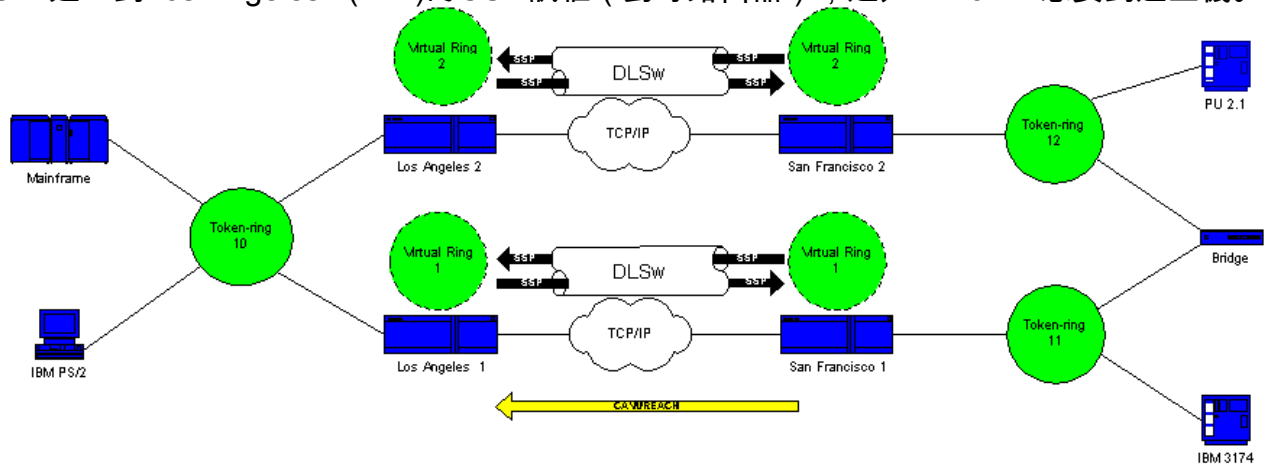 Virtual Ring
2
SSP
SSP
DLSw
SSP
SSP
Virtual Ring
2
PU 2.1
Mainframe
Los Angeles 2
TCP/IP
San Francisco 2
Token-ring
12
Token-ring
10
Virtual Ring
1
SSP
SSP
DLSw
SSP
SSP
Virtual Ring
1
Bridge
IBM PS/2
Los Angeles 1
TCP/IP
San Francisco 1
Token-ring
11
CANUREACH
IBM 3174